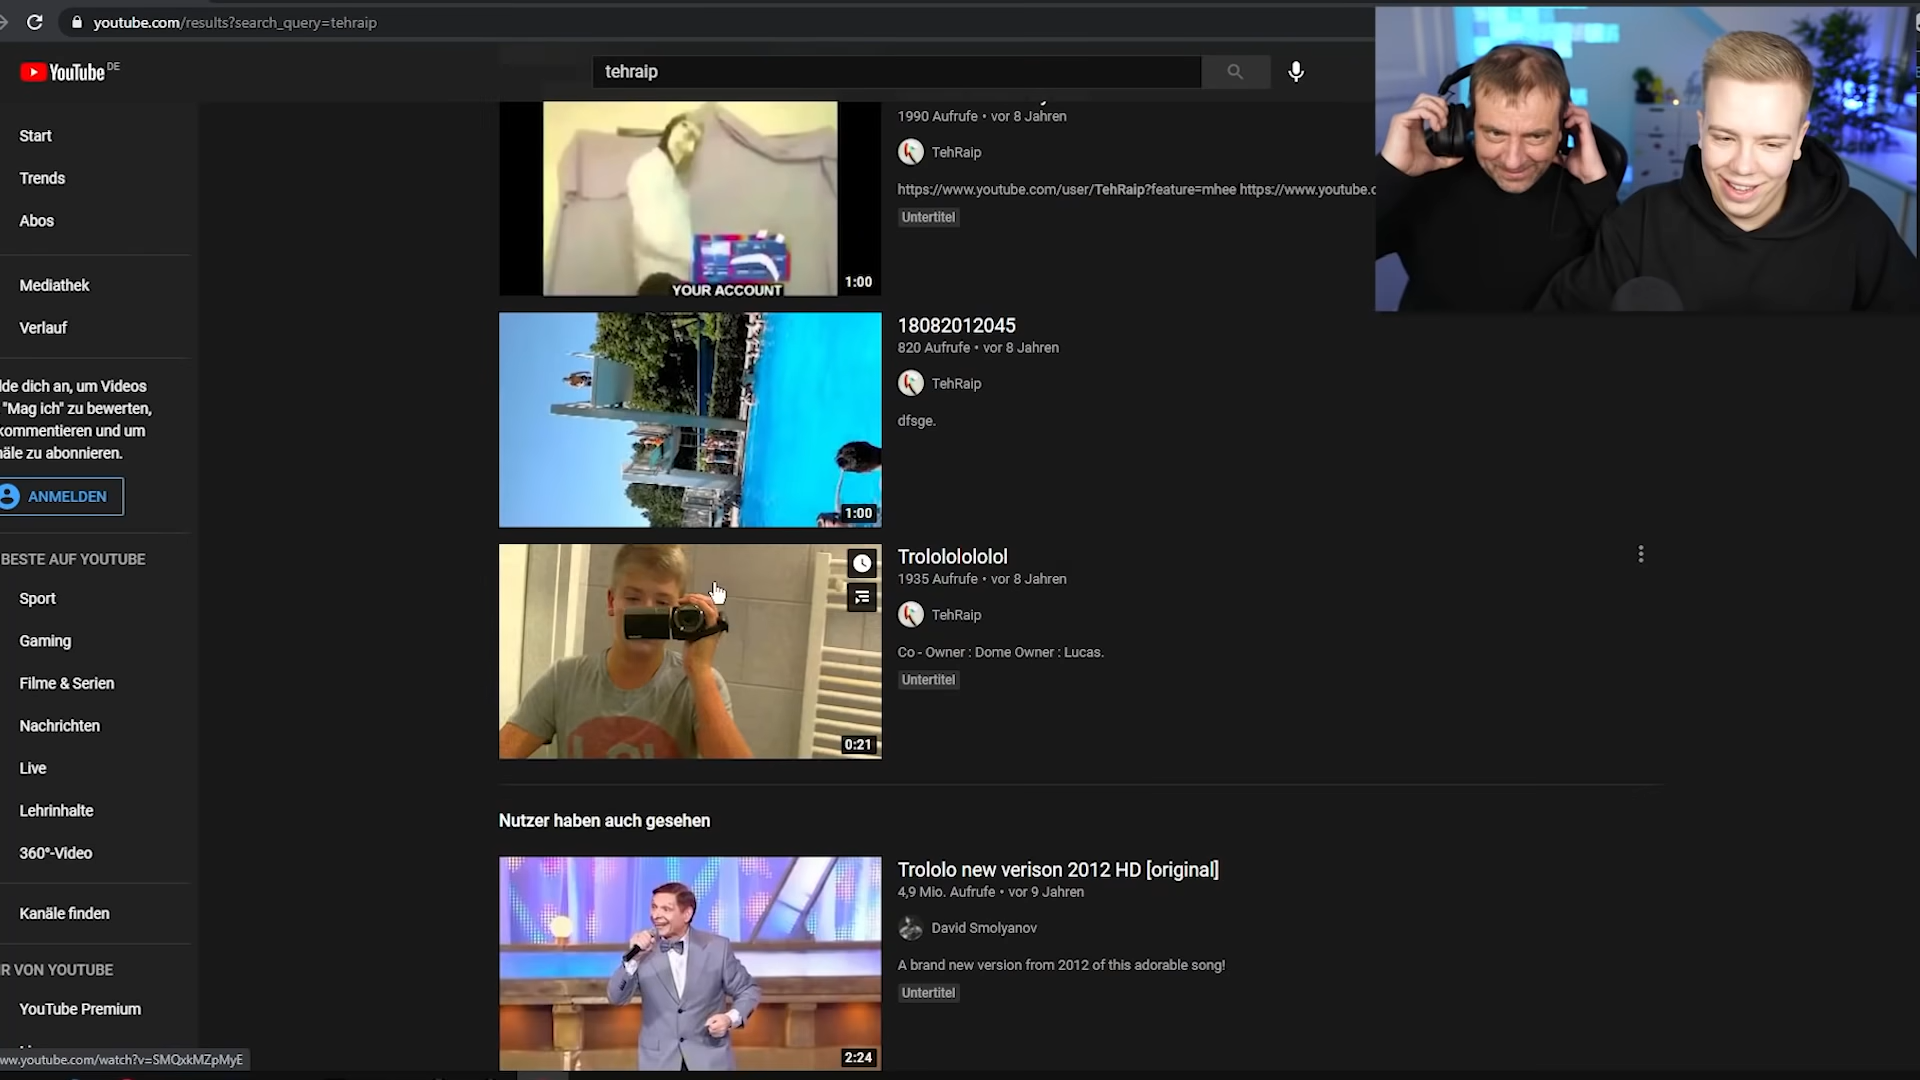 youtube.com/results?search_query=tehraip
YouTube DE
tehraip
Start
Trends
Abos
Mediathek
Verlauf
lde dich an, um Videos
"Mag ich" zu bewerten,
kommentieren und um
näle zu abonnieren.
ANMELDEN
BESTE AUF YOUTUBE
Sport
Gaming
Filme & Serien
Nachrichten
Live
Lehrinhalte
360°-Video
Kanäle finden
R VON YOUTUBE
YouTube Premium
ww.youtube.com/watch?v=SMQxkMZpMyE
YOUR ACCOUNT
1:00
1990 Aufrufe • vor 8 Jahren
TehRaip
https://www.youtube.com/user/TehRaip?feature=mhee https://www.youtube.c
Untertitel
1:00
18082012045
820 Aufrufe • vor 8 Jahren
TehRaip
dfsge.
LOL
0:21
Trolololololol
1935 Aufrufe • vor 8 Jahren
TehRaip
Co - Owner : Dome Owner : Lucas.
Untertitel
Nutzer haben auch gesehen
2:24
Trololo new verison 2012 HD [original]
4,9 Mio. Aufrufe • vor 9 Jahren
David Smolyanov
A brand new version from 2012 of this adorable song!
Untertitel